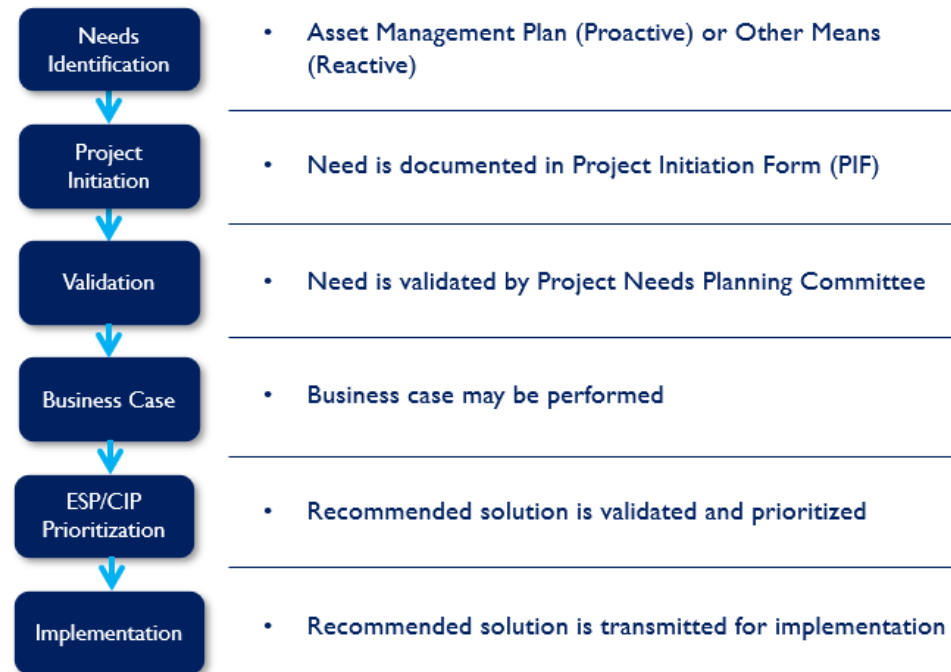 Needs
Identification
• Asset Management Plan (Proactive) or Other Means
(Reactive)
Project
Initiation
• Need is documented in Project Initiation Form (PIF)
Validation
• Need is validated by Project Needs Planning Committee
Business Case
• Business case may be performed
ESP/CIP
Prioritization
• Recommended solution is validated and prioritized
Implementation
• Recommended solution is transmitted for implementation